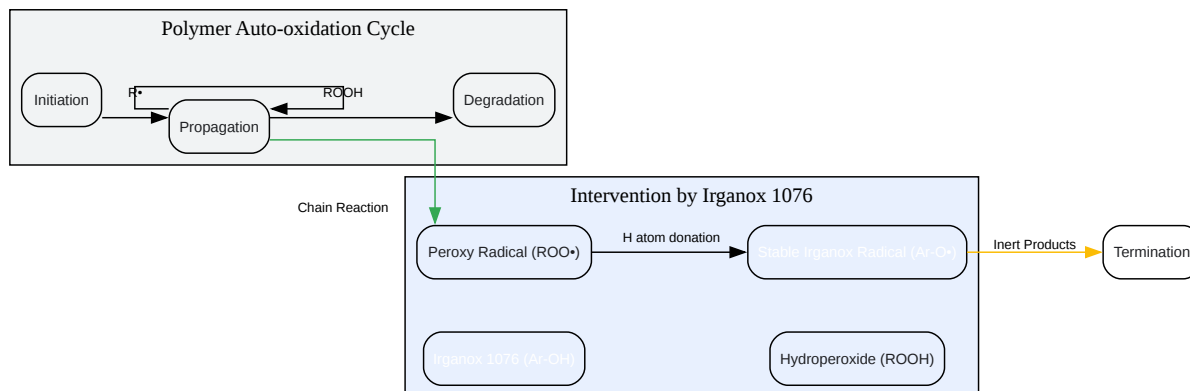 Polymer Auto-oxidation Cycle
Initiation
R•
ROOH
Propagation
Degradation
Chain Reaction
Intervention by Irganox 1076
Peroxy Radical (ROO•)
H atom donation
Stable Irganox Radical (Ar-O•)
Inert Products
Termination
Irganox 1076 (Ar-OH)
Hydroperoxide (ROOH)